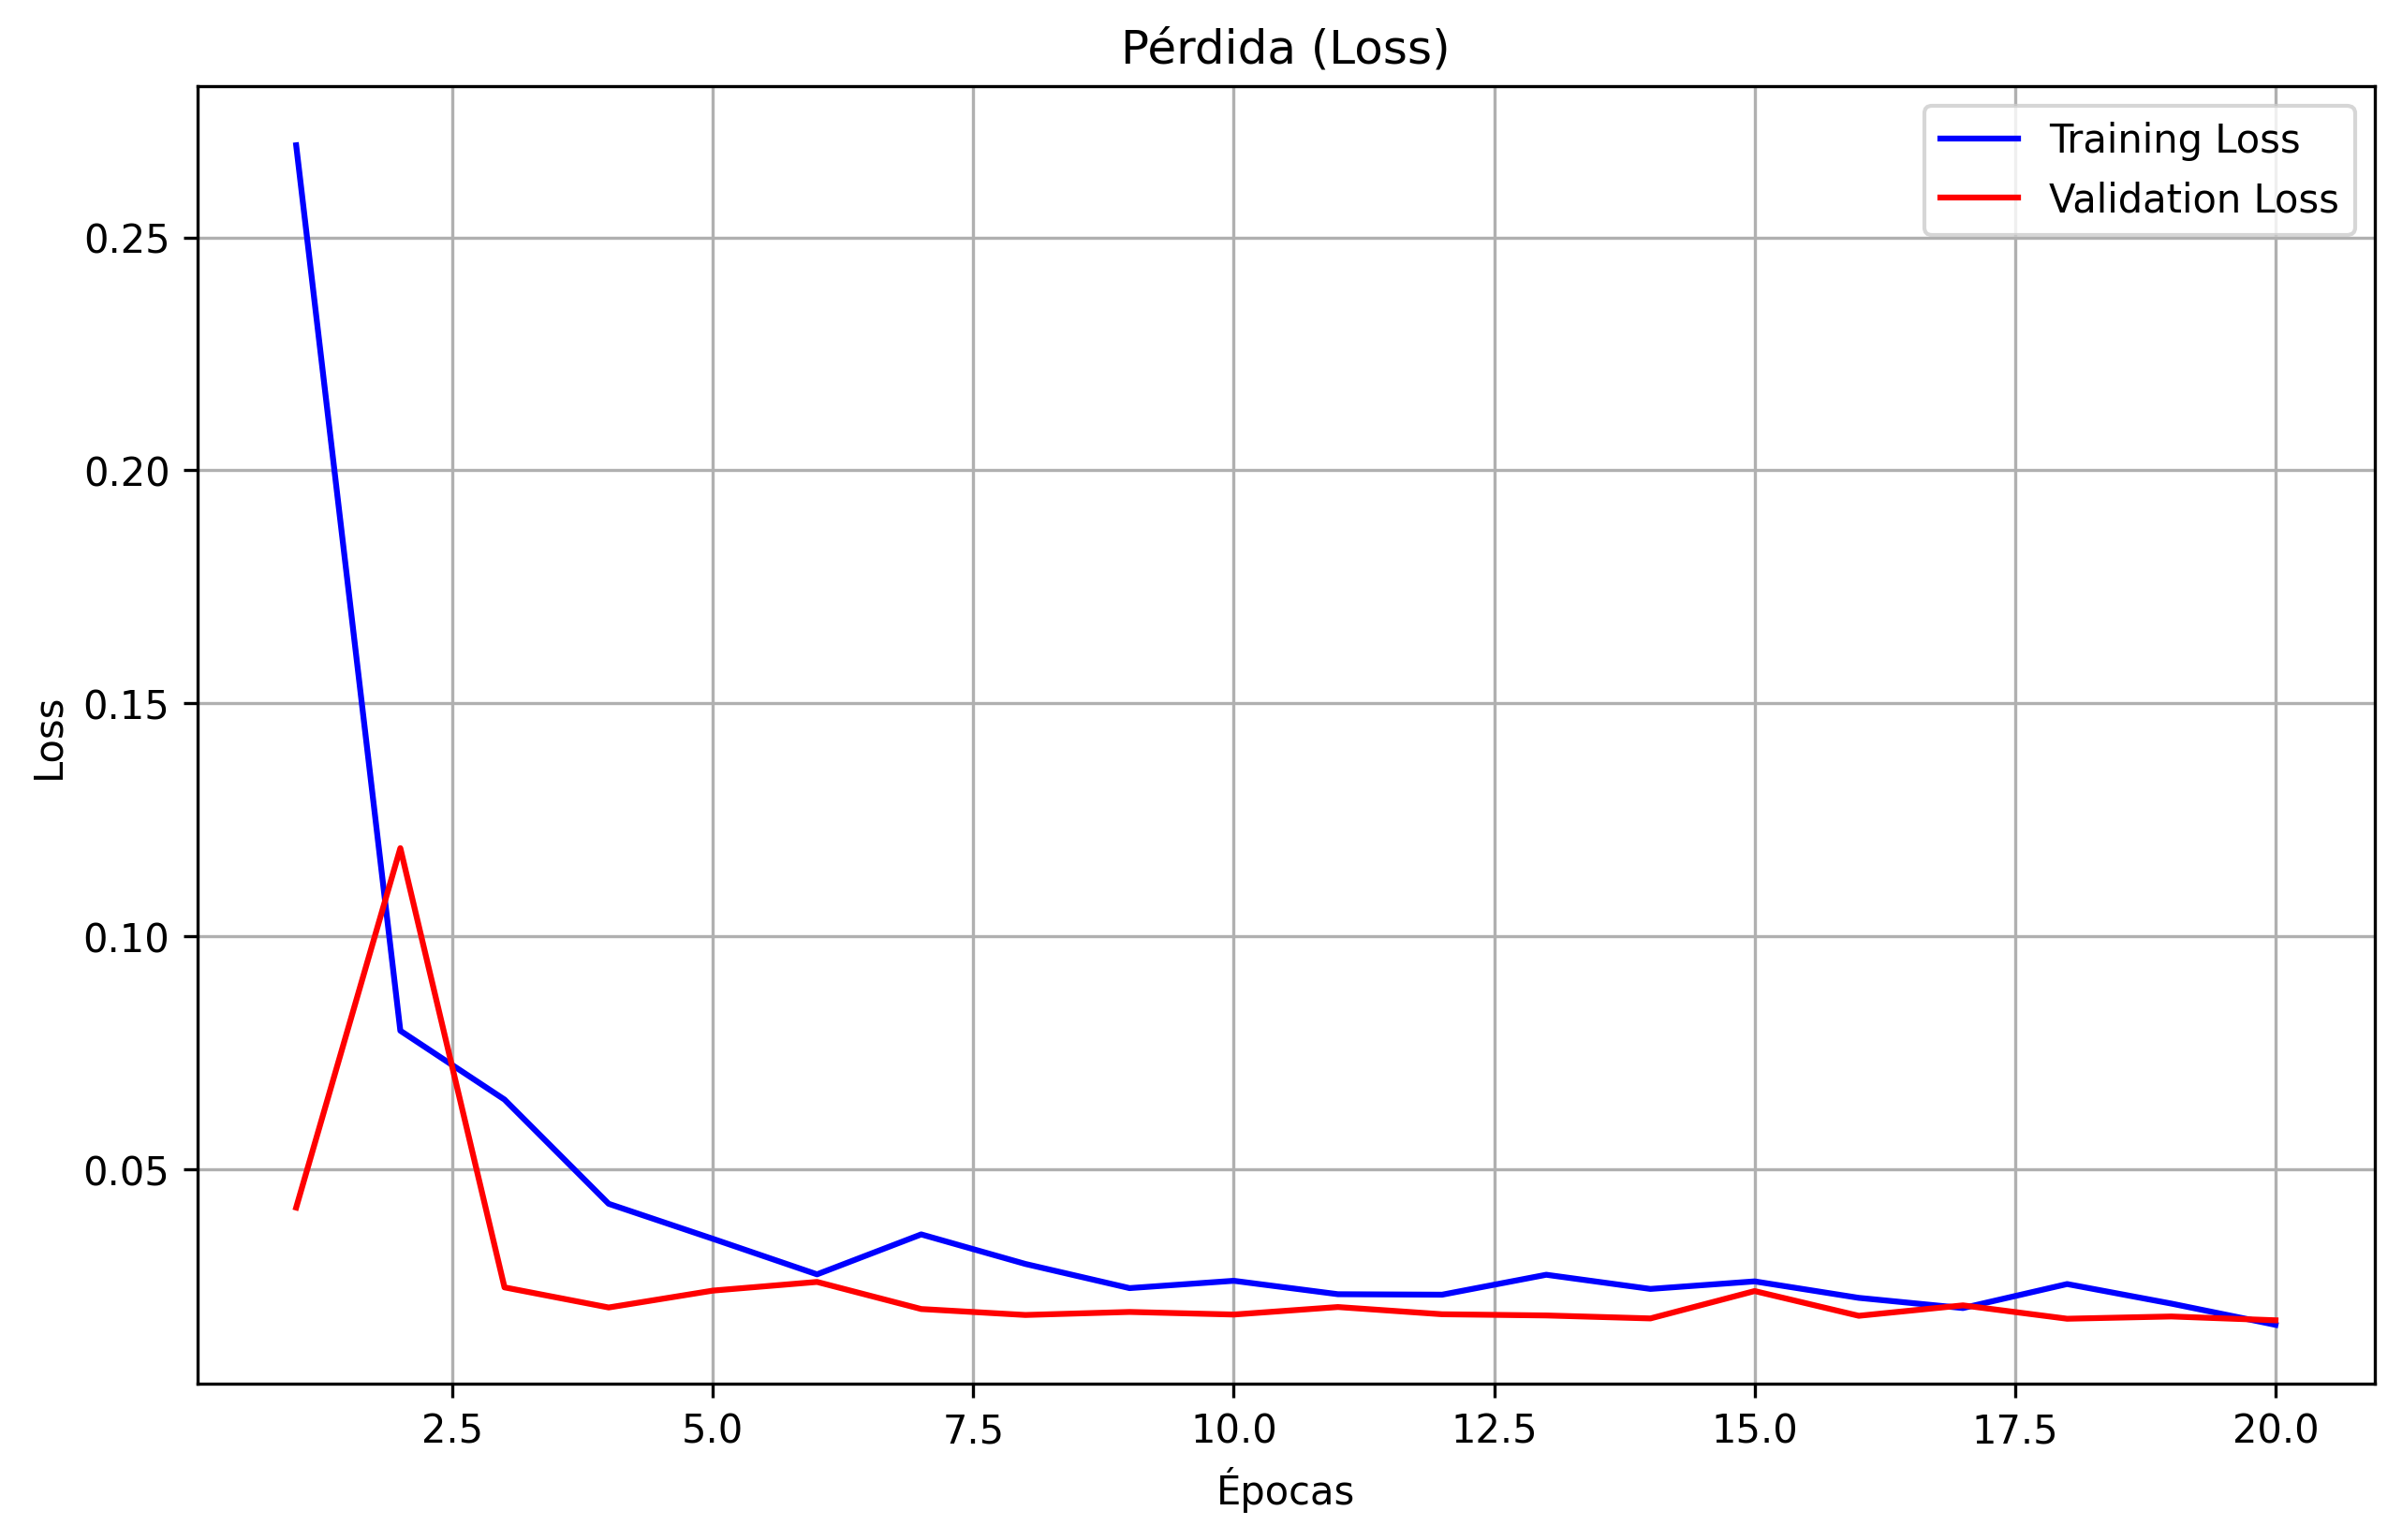 Pérdida (Loss)
Training Loss
Validation Loss
0.25
0.20
0.15
0.10
0.05
Loss
2.5 5.0 7.5 10.0 12.5 15.0 17.5 20.0
Épocas